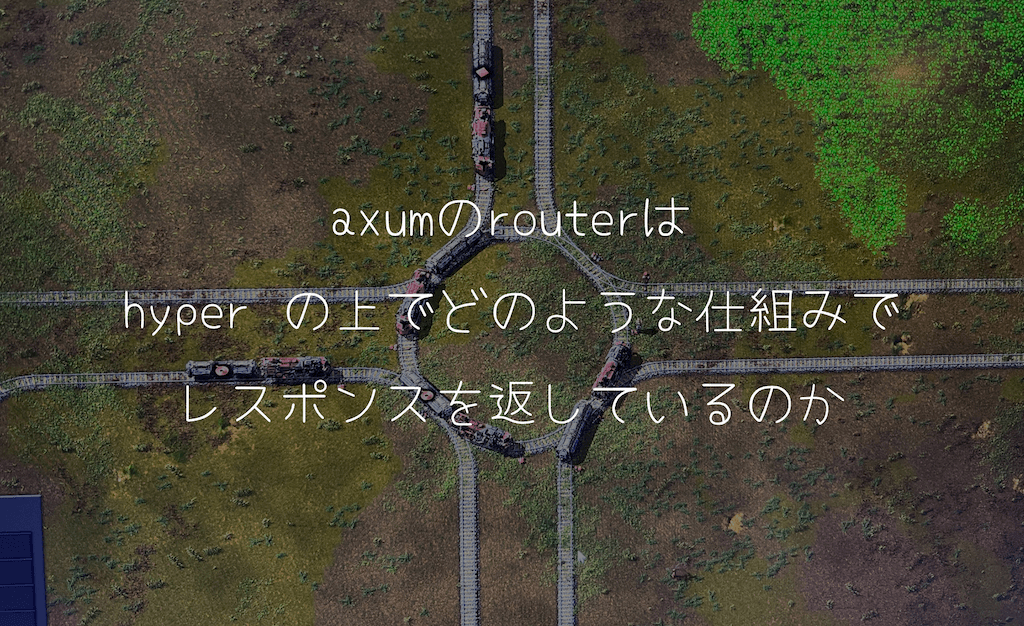 axumのrouterは
hyper の上でどのような仕組みで
レスポンスを返しているのか